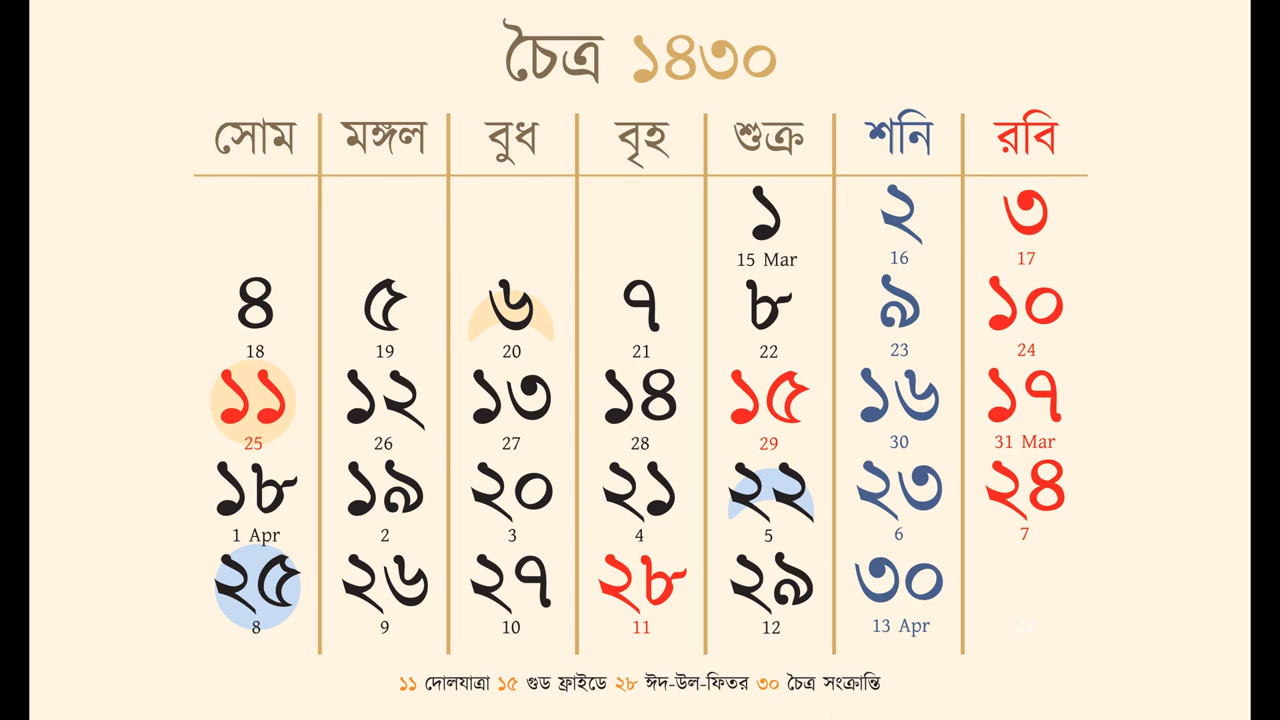 চৈত্র ১৪৩০
সোম মঙ্গল বুধ বৃহ শুক্র শনি রবি
১ ২ ৩
15 Mar 16 17
৪ ৫ ৬ ৭ ৮ ৯ ১০
18 19 20 21 22 23 24
১১ ১২ ১৩ ১৪ ১৫ ১৬ ১৭
25 26 27 28 29 30 31 Mar
১৮ ১৯ ২০ ২১ ২২ ২৩ ২৪
1 Apr 2 3 4 5 6 7
২৫ ২৬ ২৭ ২৮ ২৯ ৩০
8 9 10 11 12 13 Apr 22
১১ দোলযাত্রা ১৫ গুড ফ্রাইডে ২৮ ঈদ-উল-ফিতর ৩০ চৈত্র সংক্রান্তি